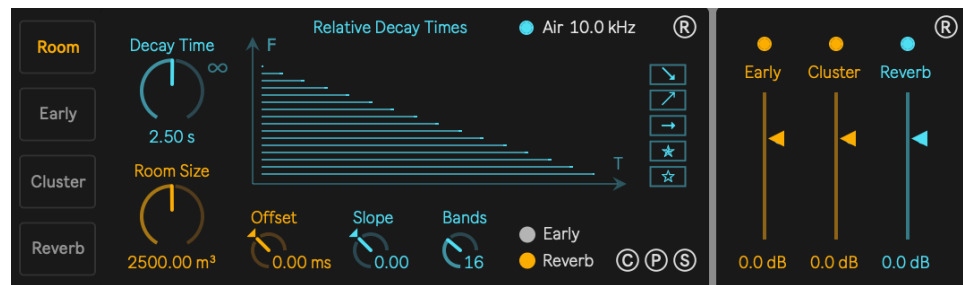 Room
Early
Cluster
Reverb
Decay Time
∞
2.50 s
Room Size
2500.00 m³
Relative Decay Times
Air 10.0 kHz
R
F
T
Offset
0.00 ms
Slope
0.00
Bands
16
Early
Reverb
C P S
R
Early Cluster Reverb
0.0 dB 0.0 dB 0.0 dB